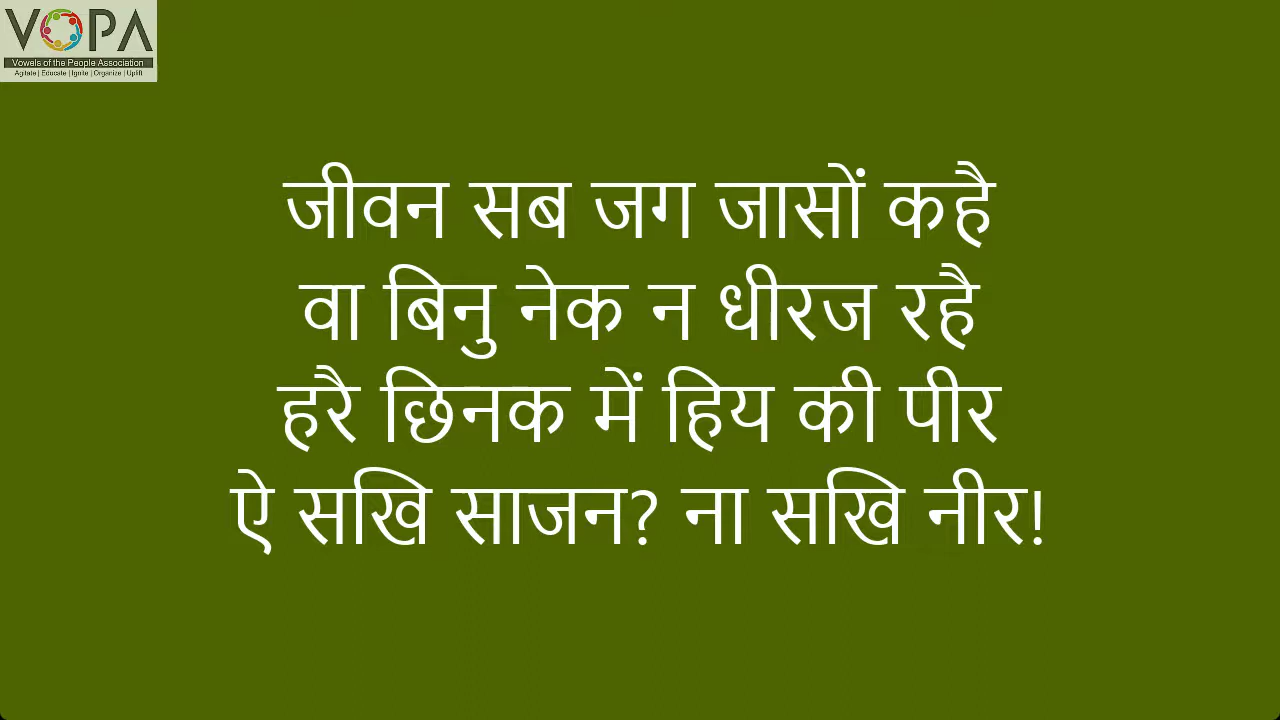 VOPA
Vowels of the People Association
Agitate | Educate | Ignite | Organize | Uplift
जीवन सब जग जासों कहै
वा बिनु नेक न धीरज रहै
हरै छिनक में हिय की पीर
ऐ सखि साजन? ना सखि नीर!